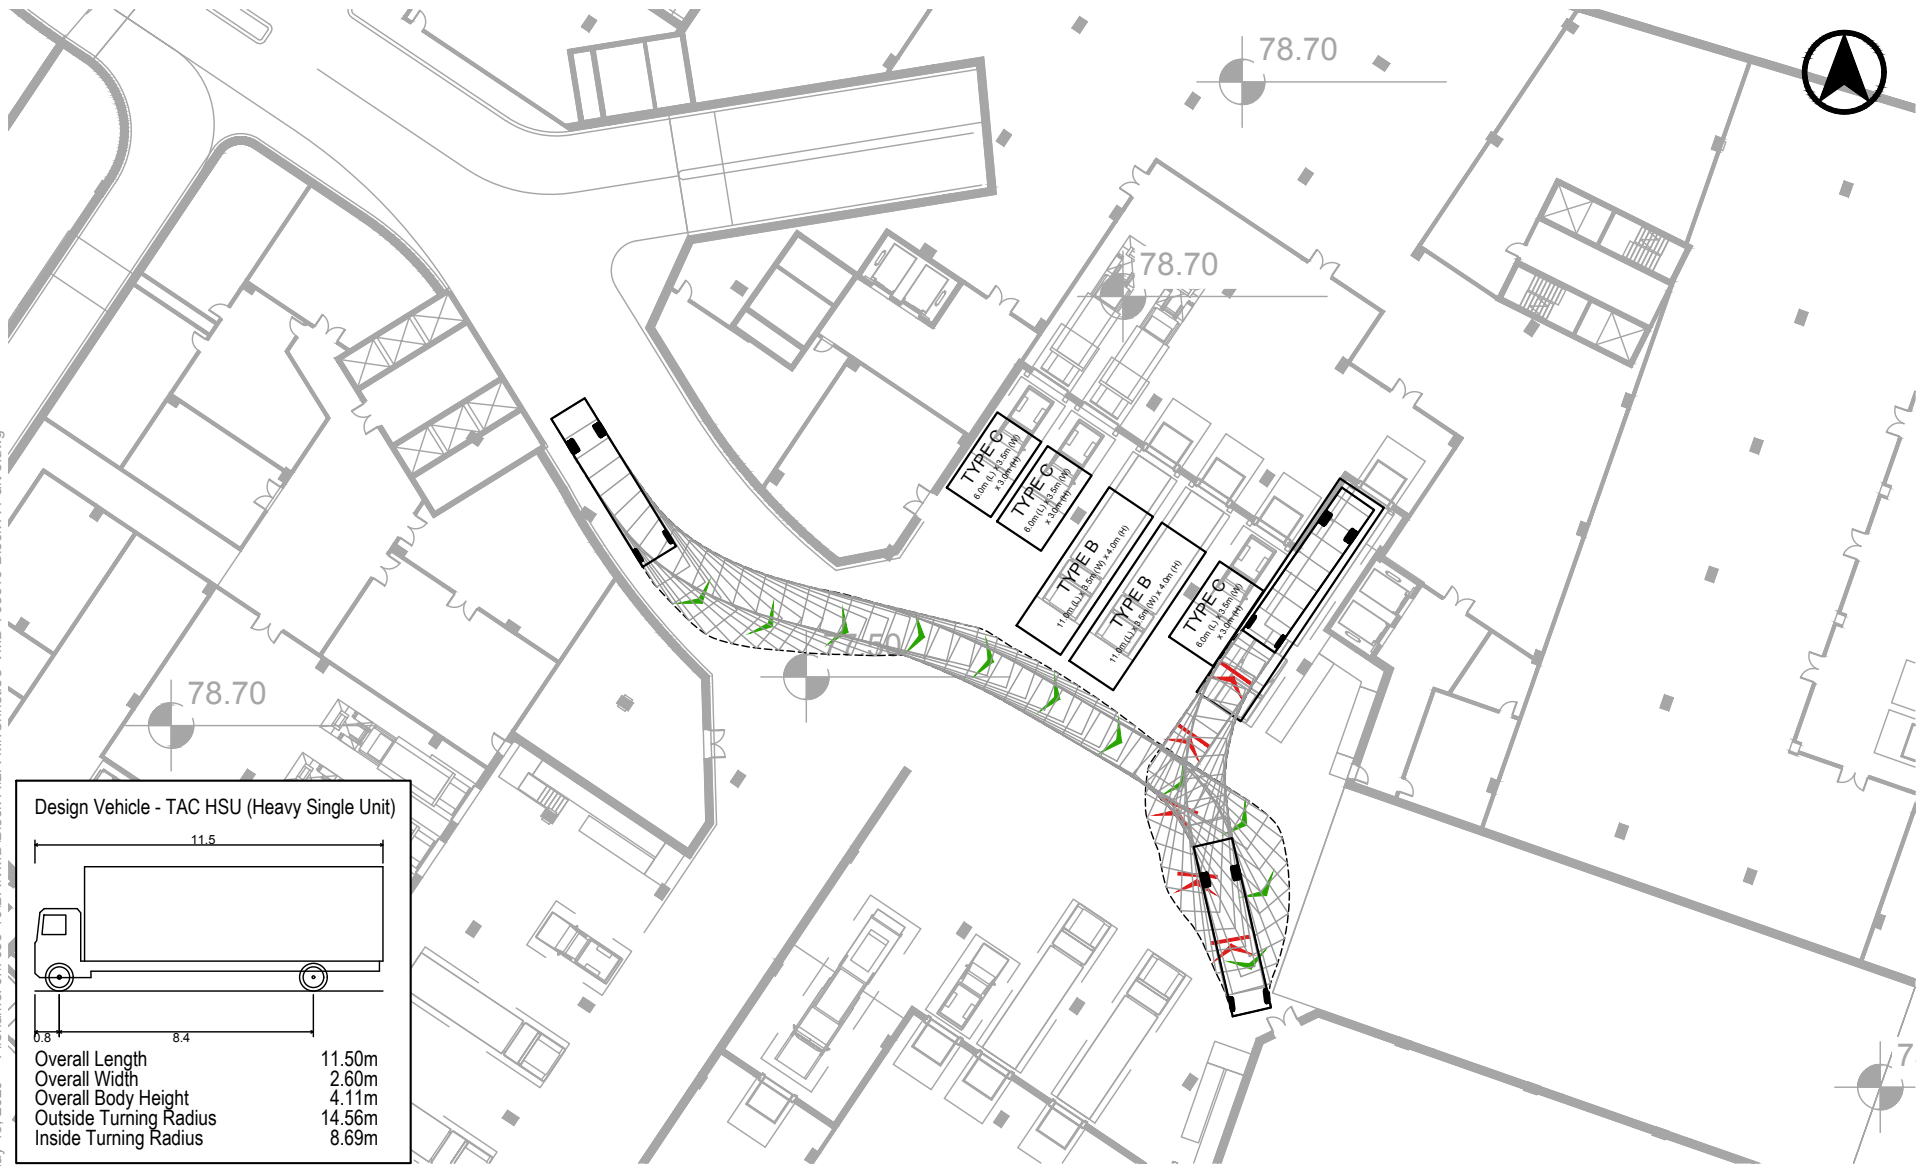 78.70
78.70
TYPE C
6.0m (L) x 3.5m (W)
x 3.0m (H)
TYPE C
6.0m (L) x 3.5m (W)
x 3.0m (H)
TYPE B
11.0m (L) x 3.5m (W) x 4.0m (H)
TYPE B
11.0m (L) x 3.5m (W) x 4.0m (H)
TYPE C
6.0m (L) x 3.5m (W)
x 3.0m (H)
77.50
78.70
Design Vehicle - TAC HSU (Heavy Single Unit)
11.5
0.8
8.4
Overall Length 11.50m
Overall Width 2.60m
Overall Body Height 4.11m
Outside Turning Radius 14.56m
Inside Turning Radius 8.69m